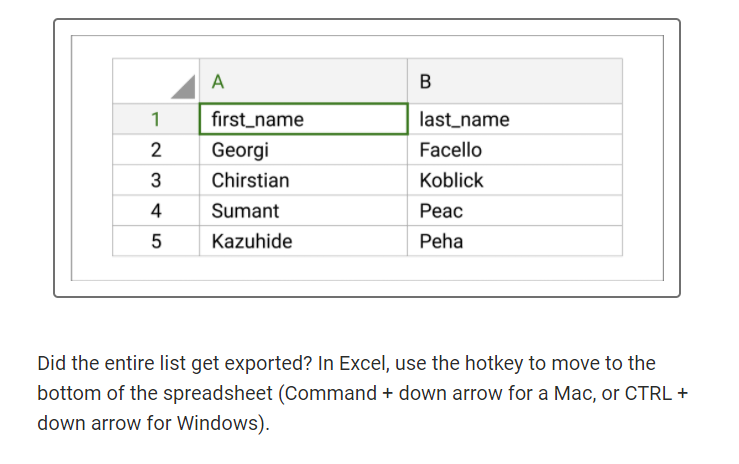 A B
1 first_name last_name
2 Georgi Facello
3 Chirstian Koblick
4 Sumant Peac
5 Kazuhide Peha
Did the entire list get exported? In Excel, use the hotkey to move to the
bottom of the spreadsheet (Command + down arrow for a Mac, or CTRL +
down arrow for Windows).